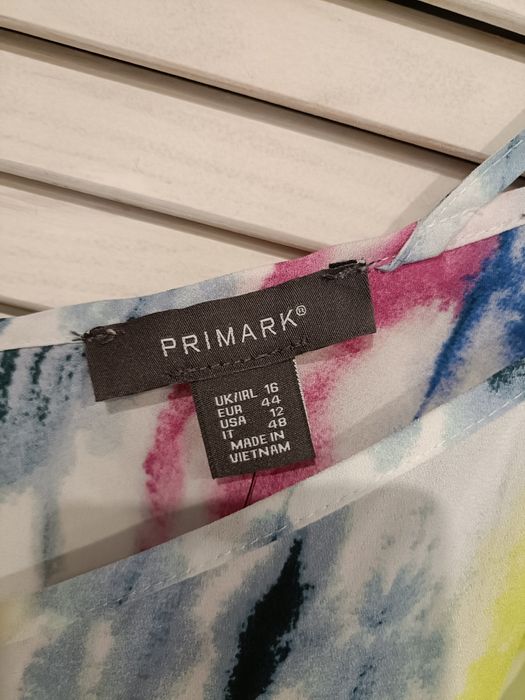 PRIMARK®
UK/IRL 16
EUR 44
USA 12
IT 48
MADE IN
VIETNAM